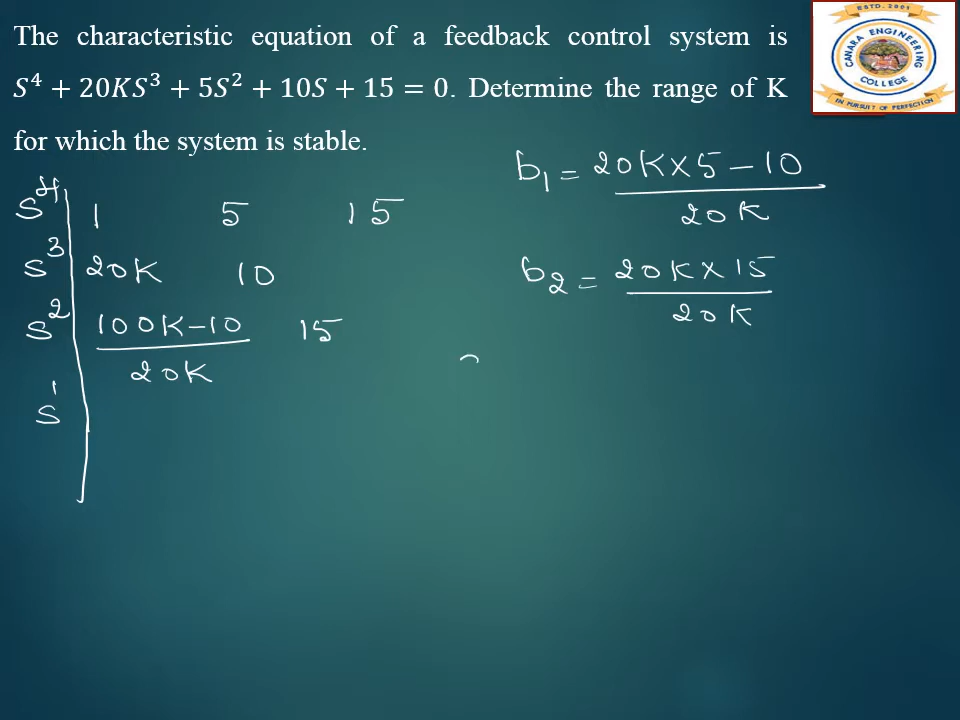 The characteristic equation of a feedback control system is
S⁴ + 20KS³ + 5S² + 10S + 15 = 0. Determine the range of K
for which the system is stable.
ESTD. 2001
CANARA ENGINEERING
COLLEGE
IN PURSUIT OF PERFECTION
S⁴ | 1 5 15
S³ | 20K 10
S² | (100K-10)/(20K) 15
S¹ |
b₁ = (20K×5-10)/(20K)
b₂ = (20K×15)/(20K)